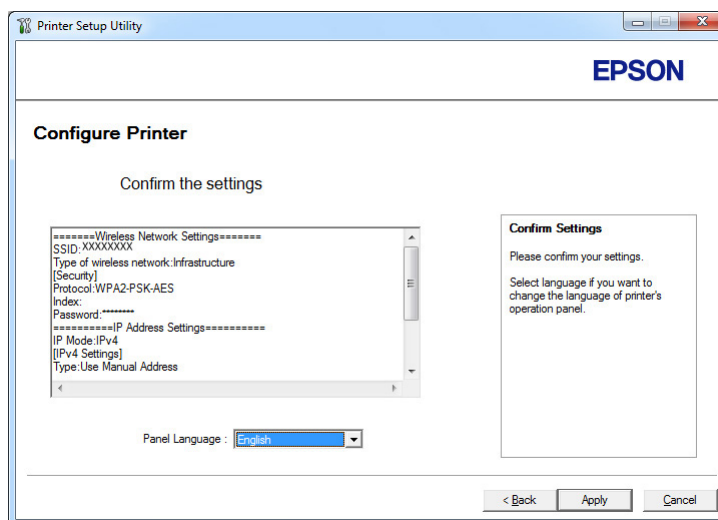 Printer Setup Utility
EPSON
Configure Printer
Confirm the settings
=======Wireless Network Settings=======
SSID:XXXXXXXX
Type of wireless network:Infrastructure
[Security]
Protocol:WPA2-PSK-AES
Index:
Password:********
==========IP Address Settings==========
IP Mode:IPv4
[IPv4 Settings]
Type:Use Manual Address
Panel Language : English
Confirm Settings
Please confirm your settings.
Select language if you want to
change the language of printer's
operation panel.
< Back
Apply
Cancel